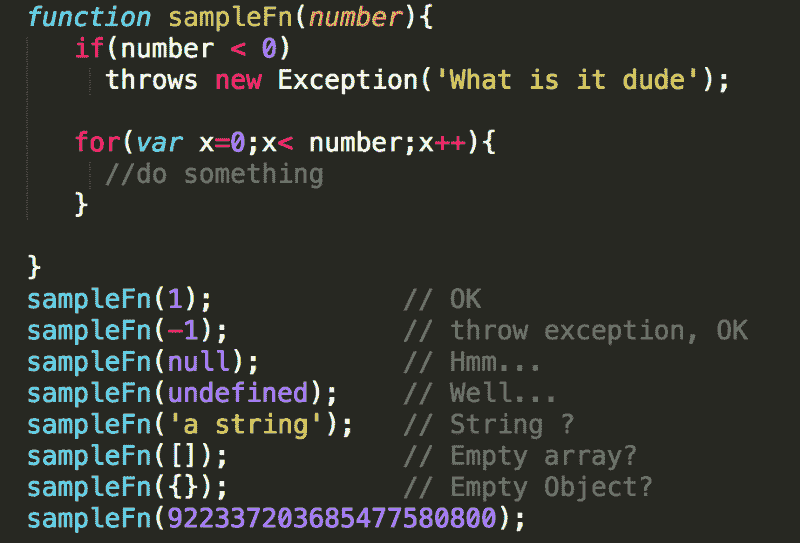 function sampleFn(number){
if(number < 0)
throws new Exception('What is it dude');
for(var x=0;x< number;x++){
//do something
}
}
sampleFn(1); // OK
sampleFn(-1); // throw exception, OK
sampleFn(null); // Hmm...
sampleFn(undefined); // Well...
sampleFn('a string'); // String ?
sampleFn([]); // Empty array?
sampleFn({}); // Empty Object?
sampleFn(922337203685477580800);